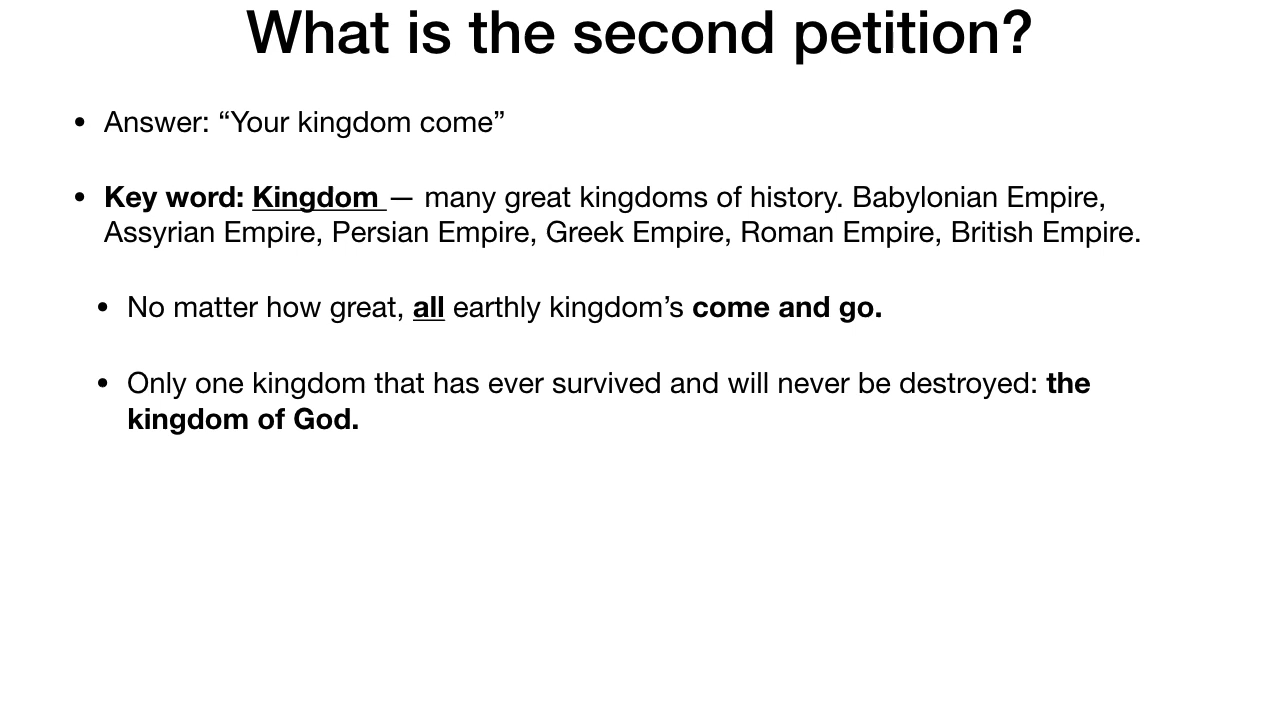 What is the second petition?
• Answer: “Your kingdom come”
• Key word: Kingdom — many great kingdoms of history. Babylonian Empire,
Assyrian Empire, Persian Empire, Greek Empire, Roman Empire, British Empire.
• No matter how great, all earthly kingdom’s come and go.
• Only one kingdom that has ever survived and will never be destroyed: the
kingdom of God.